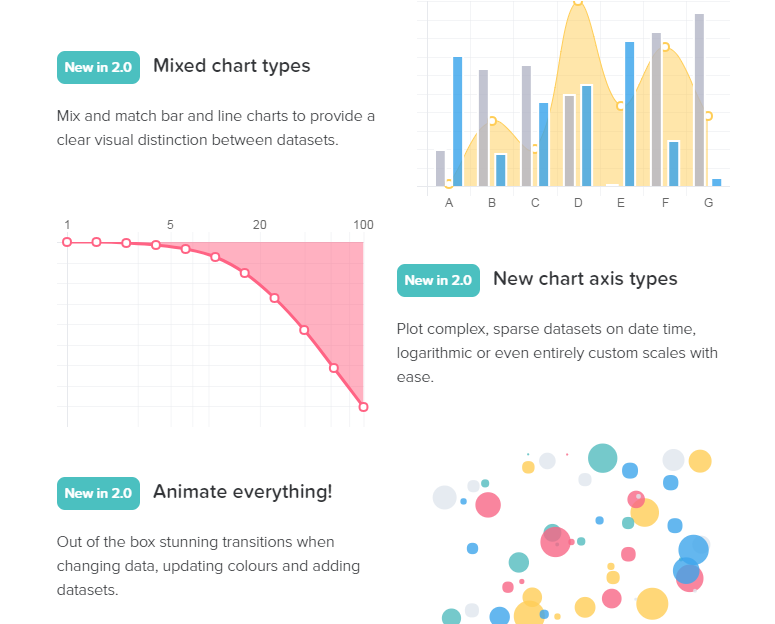 New in 2.0 Mixed chart types
Mix and match bar and line charts to provide a
clear visual distinction between datasets.
A B C D E F G
1 5 20 100
New in 2.0 New chart axis types
Plot complex, sparse datasets on date time,
logarithmic or even entirely custom scales with
ease.
New in 2.0 Animate everything!
Out of the box stunning transitions when
changing data, updating colours and adding
datasets.